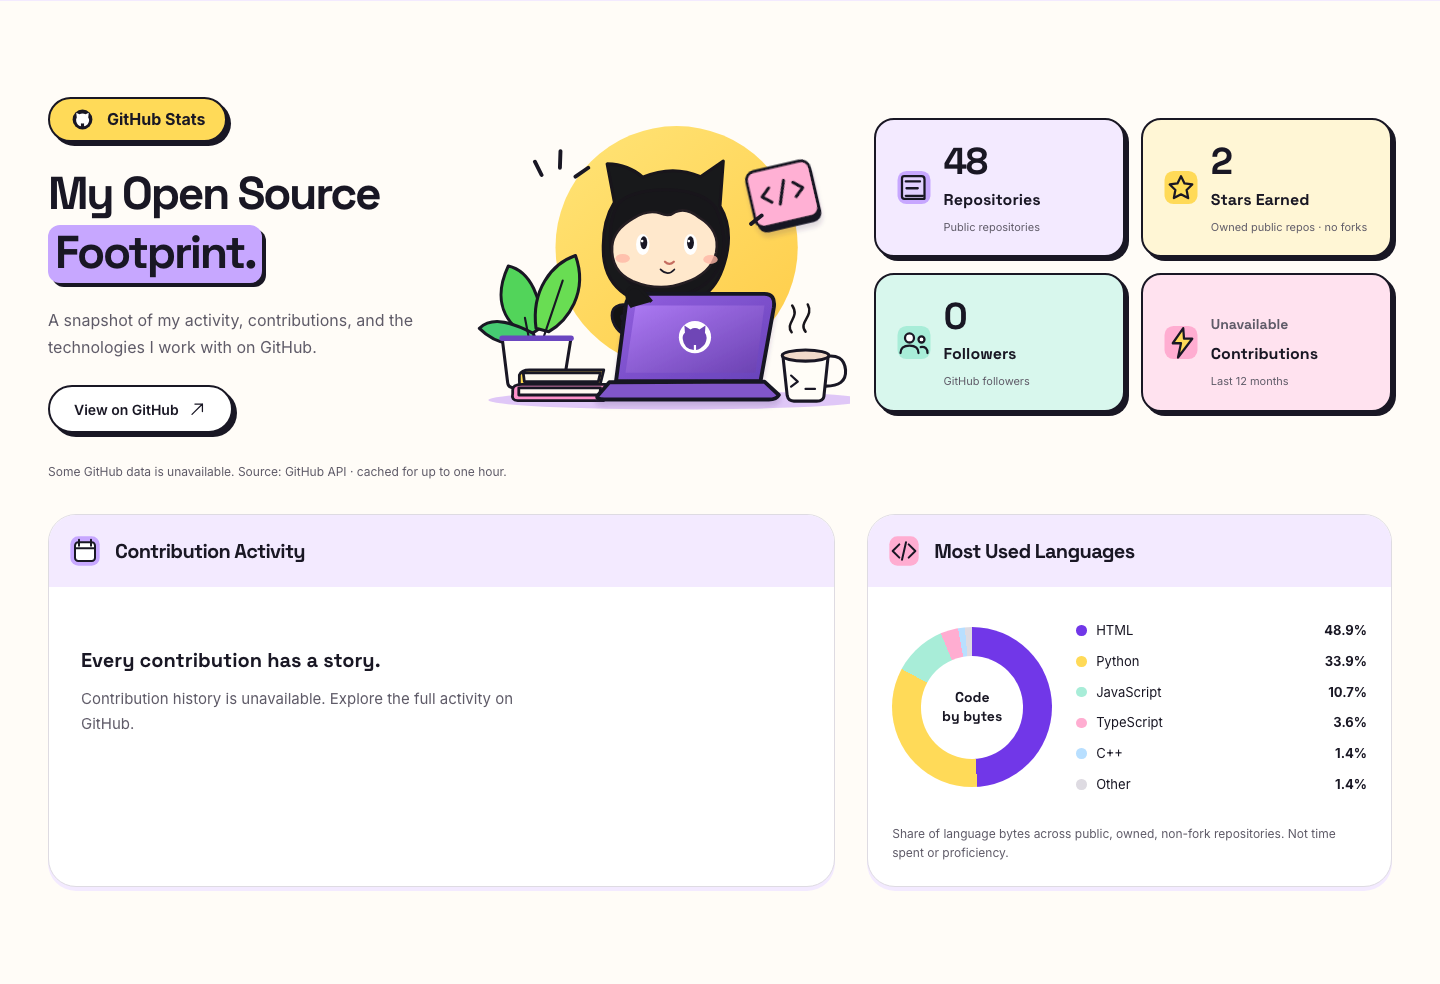 GitHub Stats
My Open Source
Footprint.
A snapshot of my activity, contributions, and the
technologies I work with on GitHub.
View on GitHub
Some GitHub data is unavailable. Source: GitHub API · cached for up to one hour.
</>
>_
48
Repositories
Public repositories
2
Stars Earned
Owned public repos · no forks
0
Followers
GitHub followers
Unavailable
Contributions
Last 12 months
Contribution Activity
Every contribution has a story.
Contribution history is unavailable. Explore the full activity on
GitHub.
Most Used Languages
Code
by bytes
HTML 48.9%
Python 33.9%
JavaScript 10.7%
TypeScript 3.6%
C++ 1.4%
Other 1.4%
Share of language bytes across public, owned, non-fork repositories. Not time
spent or proficiency.